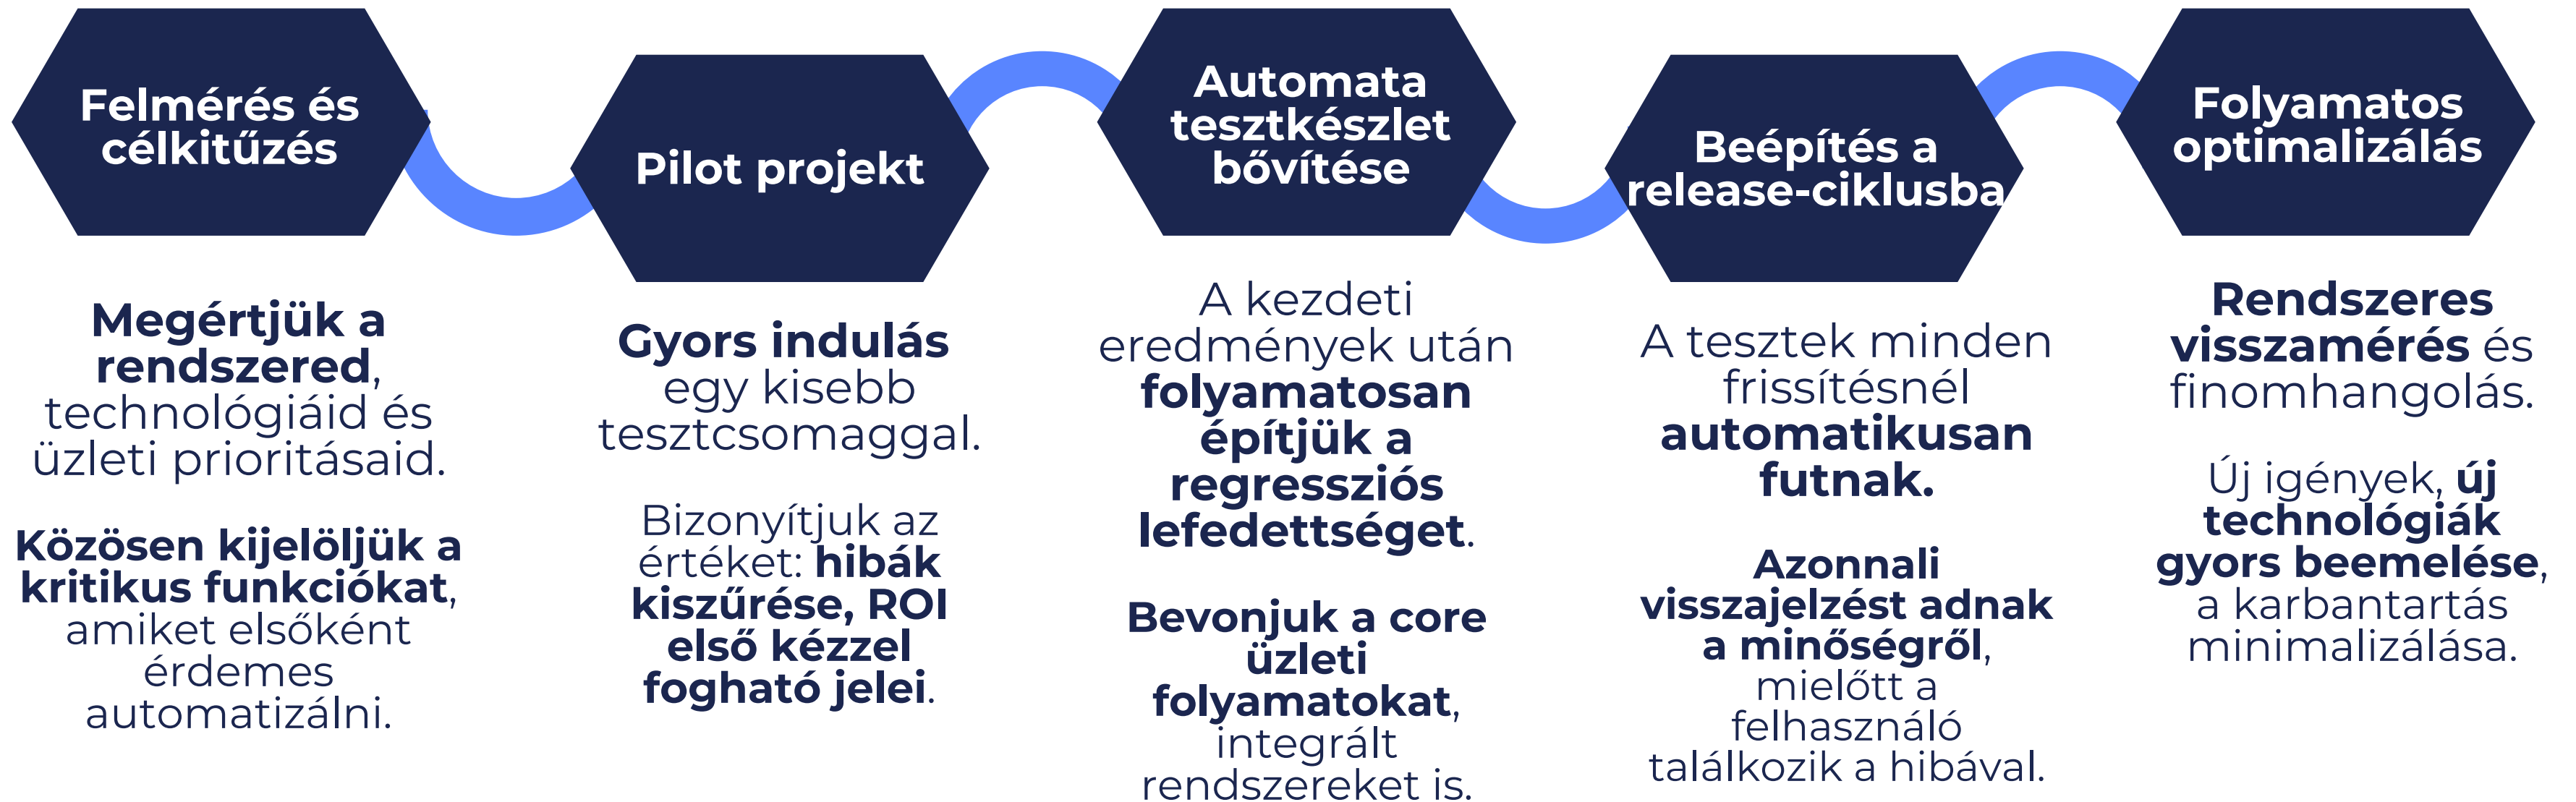 Felmérés és
célkitűzés
Megértjük a
rendszered,
technológiáid és
üzleti prioritásaid.
Közösen kijelöljük a
kritikus funkciókat,
amiket elsőként
érdemes
automatizálni.
Pilot projekt
Gyors indulás
egy kisebb
tesztcsomaggal.
Bizonyítjuk az
értéket: hibák
kiszűrése, ROI
első kézzel
fogható jelei.
Automata
tesztkészlet
bővítése
A kezdeti
eredmények után
folyamatosan
építjük a
regressziós
lefedettséget.
Bevonjuk a core
üzleti
folyamatokat,
integrált
rendszereket is.
Beépítés a
release-ciklusba
A tesztek minden
frissítésnél
automatikusan
futnak.
Azonnali
visszajelzést adnak
a minőségről,
mielőtt a
felhasználó
találkozik a hibával.
Folyamatos
optimalizálás
Rendszeres
visszamérés és
finomhangolás.
Új igények, új
technológiák
gyors beemelése,
a karbantartás
minimalizálása.